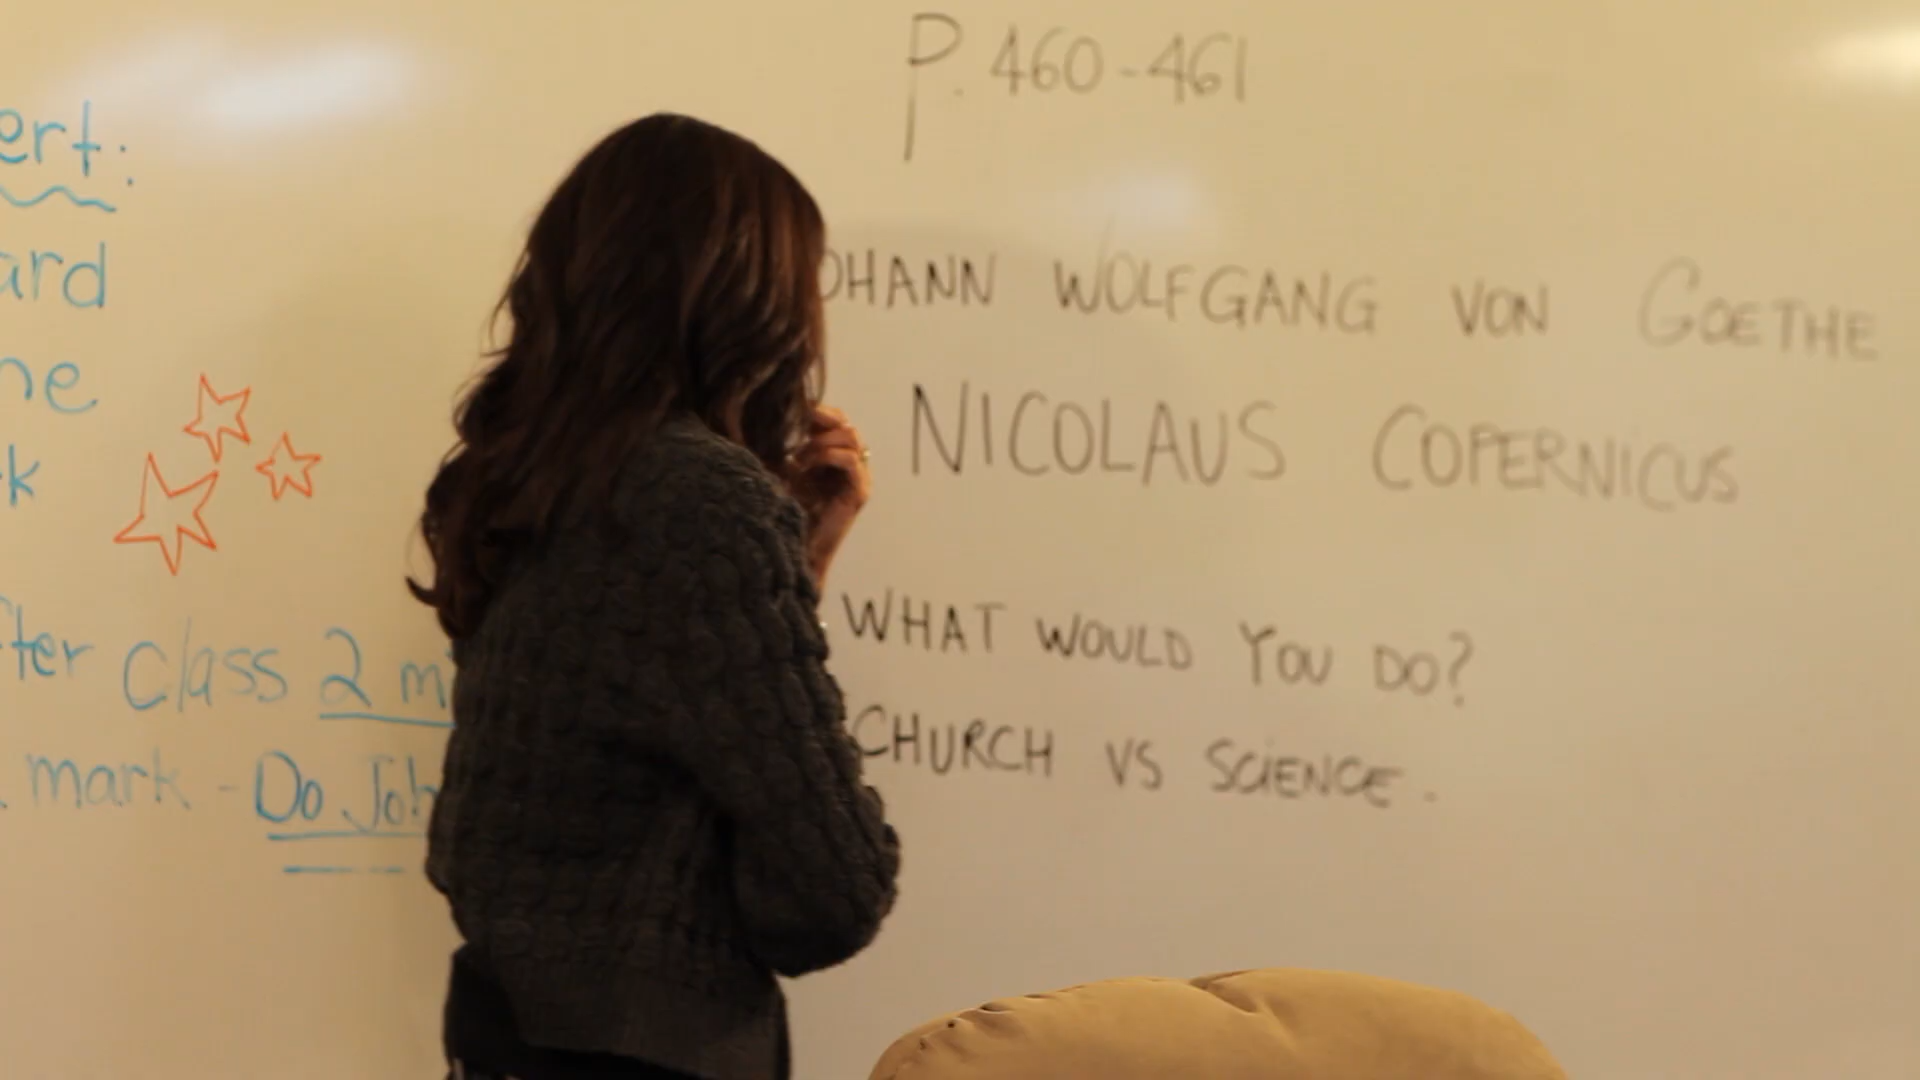 P. 460-461
OHANN WOLFGANG VON GOETHE
NICOLAUS COPERNICUS
WHAT WOULD YOU DO?
CHURCH VS SCIENCE.
ert:
ard
ne
k
fter class 2 m
mark - Do Joh